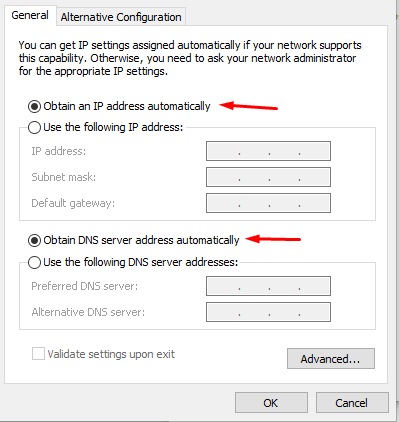 General
Alternative Configuration
You can get IP settings assigned automatically if your network supports
this capability. Otherwise, you need to ask your network administrator
for the appropriate IP settings.
Obtain an IP address automatically
Use the following IP address:
IP address:
Subnet mask:
Default gateway:
Obtain DNS server address automatically
Use the following DNS server addresses:
Preferred DNS server:
Alternative DNS server:
Validate settings upon exit
Advanced...
OK
Cancel